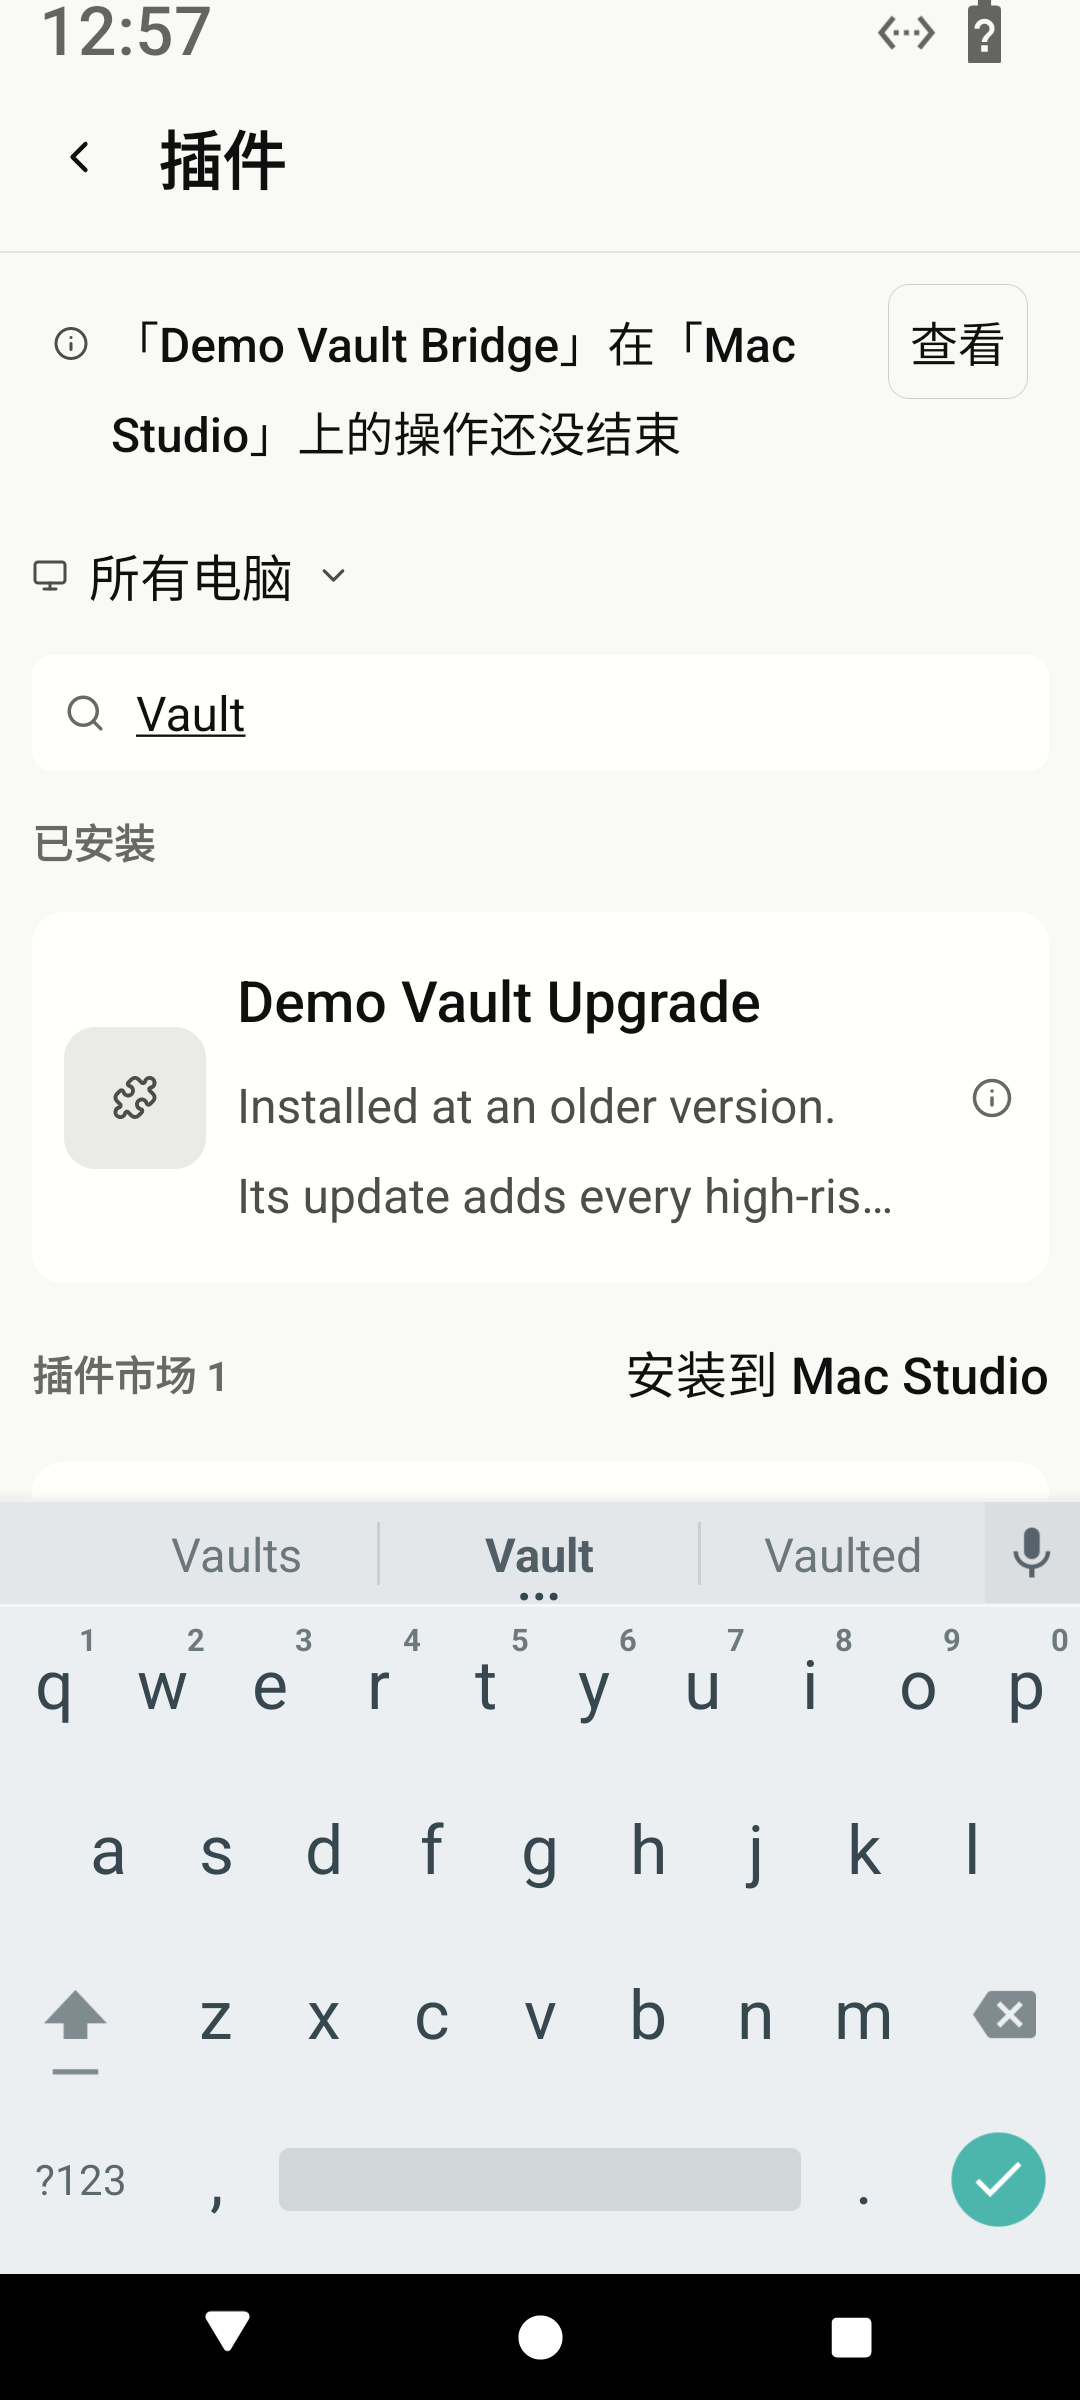 12:57
插件
「Demo Vault Bridge」在「Mac
Studio」上的操作还没结束
查看
所有电脑
Vault
已安装
Demo Vault Upgrade
Installed at an older version.
Its update adds every high-ris…
插件市场 1
安装到 Mac Studio
Vaults
Vault
Vaulted
1 2 3 4 5 6 7 8 9 0
q w e r t y u i o p
a s d f g h j k l
z x c v b n m
?123 , .